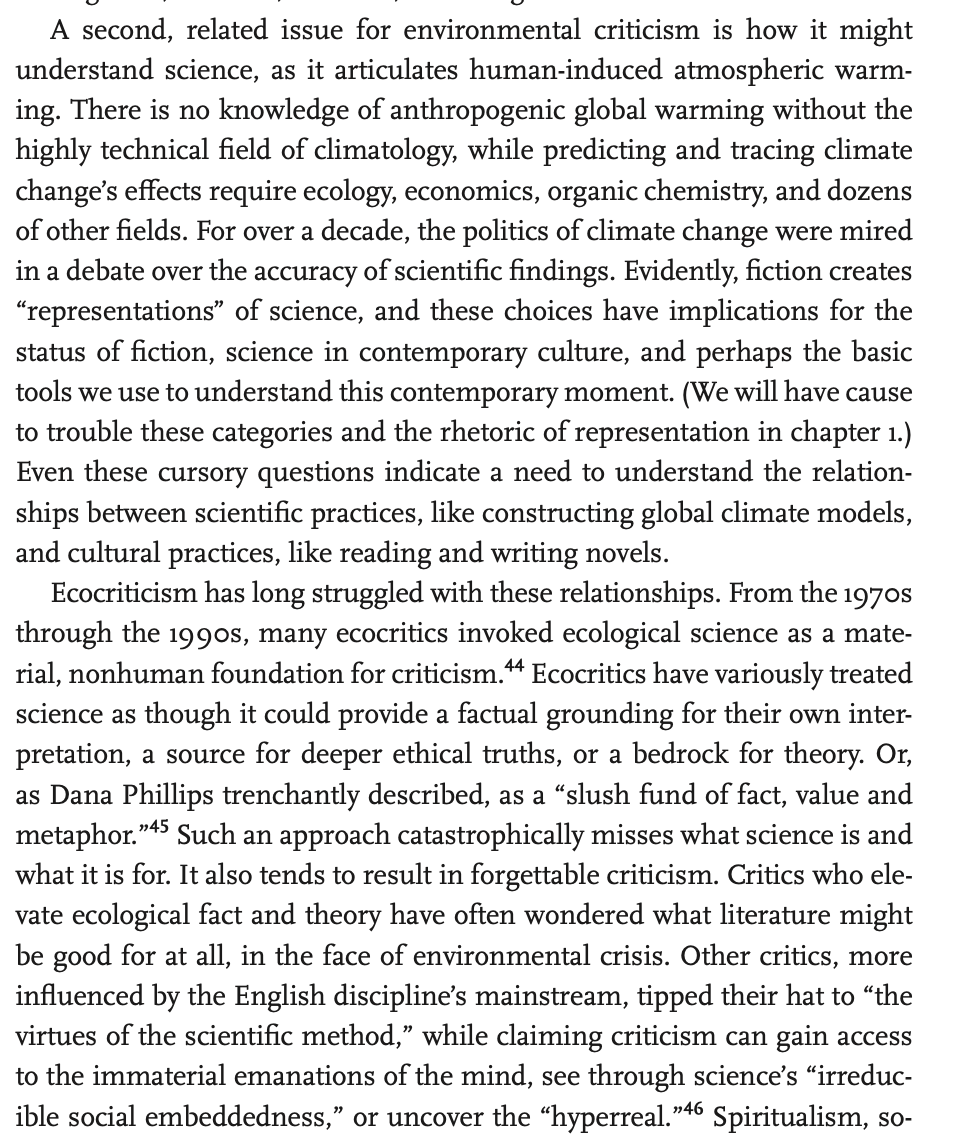 A second, related issue for environmental criticism is how it might
understand science, as it articulates human-induced atmospheric warm-
ing. There is no knowledge of anthropogenic global warming without the
highly technical field of climatology, while predicting and tracing climate
change’s effects require ecology, economics, organic chemistry, and dozens
of other fields. For over a decade, the politics of climate change were mired
in a debate over the accuracy of scientific findings. Evidently, fiction creates
“representations” of science, and these choices have implications for the
status of fiction, science in contemporary culture, and perhaps the basic
tools we use to understand this contemporary moment. (We will have cause
to trouble these categories and the rhetoric of representation in chapter 1.)
Even these cursory questions indicate a need to understand the relation-
ships between scientific practices, like constructing global climate models,
and cultural practices, like reading and writing novels.
Ecocriticism has long struggled with these relationships. From the 1970s
through the 1990s, many ecocritics invoked ecological science as a mate-
rial, nonhuman foundation for criticism.44 Ecocritics have variously treated
science as though it could provide a factual grounding for their own inter-
pretation, a source for deeper ethical truths, or a bedrock for theory. Or,
as Dana Phillips trenchantly described, as a “slush fund of fact, value and
metaphor.”45 Such an approach catastrophically misses what science is and
what it is for. It also tends to result in forgettable criticism. Critics who ele-
vate ecological fact and theory have often wondered what literature might
be good for at all, in the face of environmental crisis. Other critics, more
influenced by the English discipline’s mainstream, tipped their hat to “the
virtues of the scientific method,” while claiming criticism can gain access
to the immaterial emanations of the mind, see through science’s “irreduc-
ible social embeddedness,” or uncover the “hyperreal.”46 Spiritualism, so-